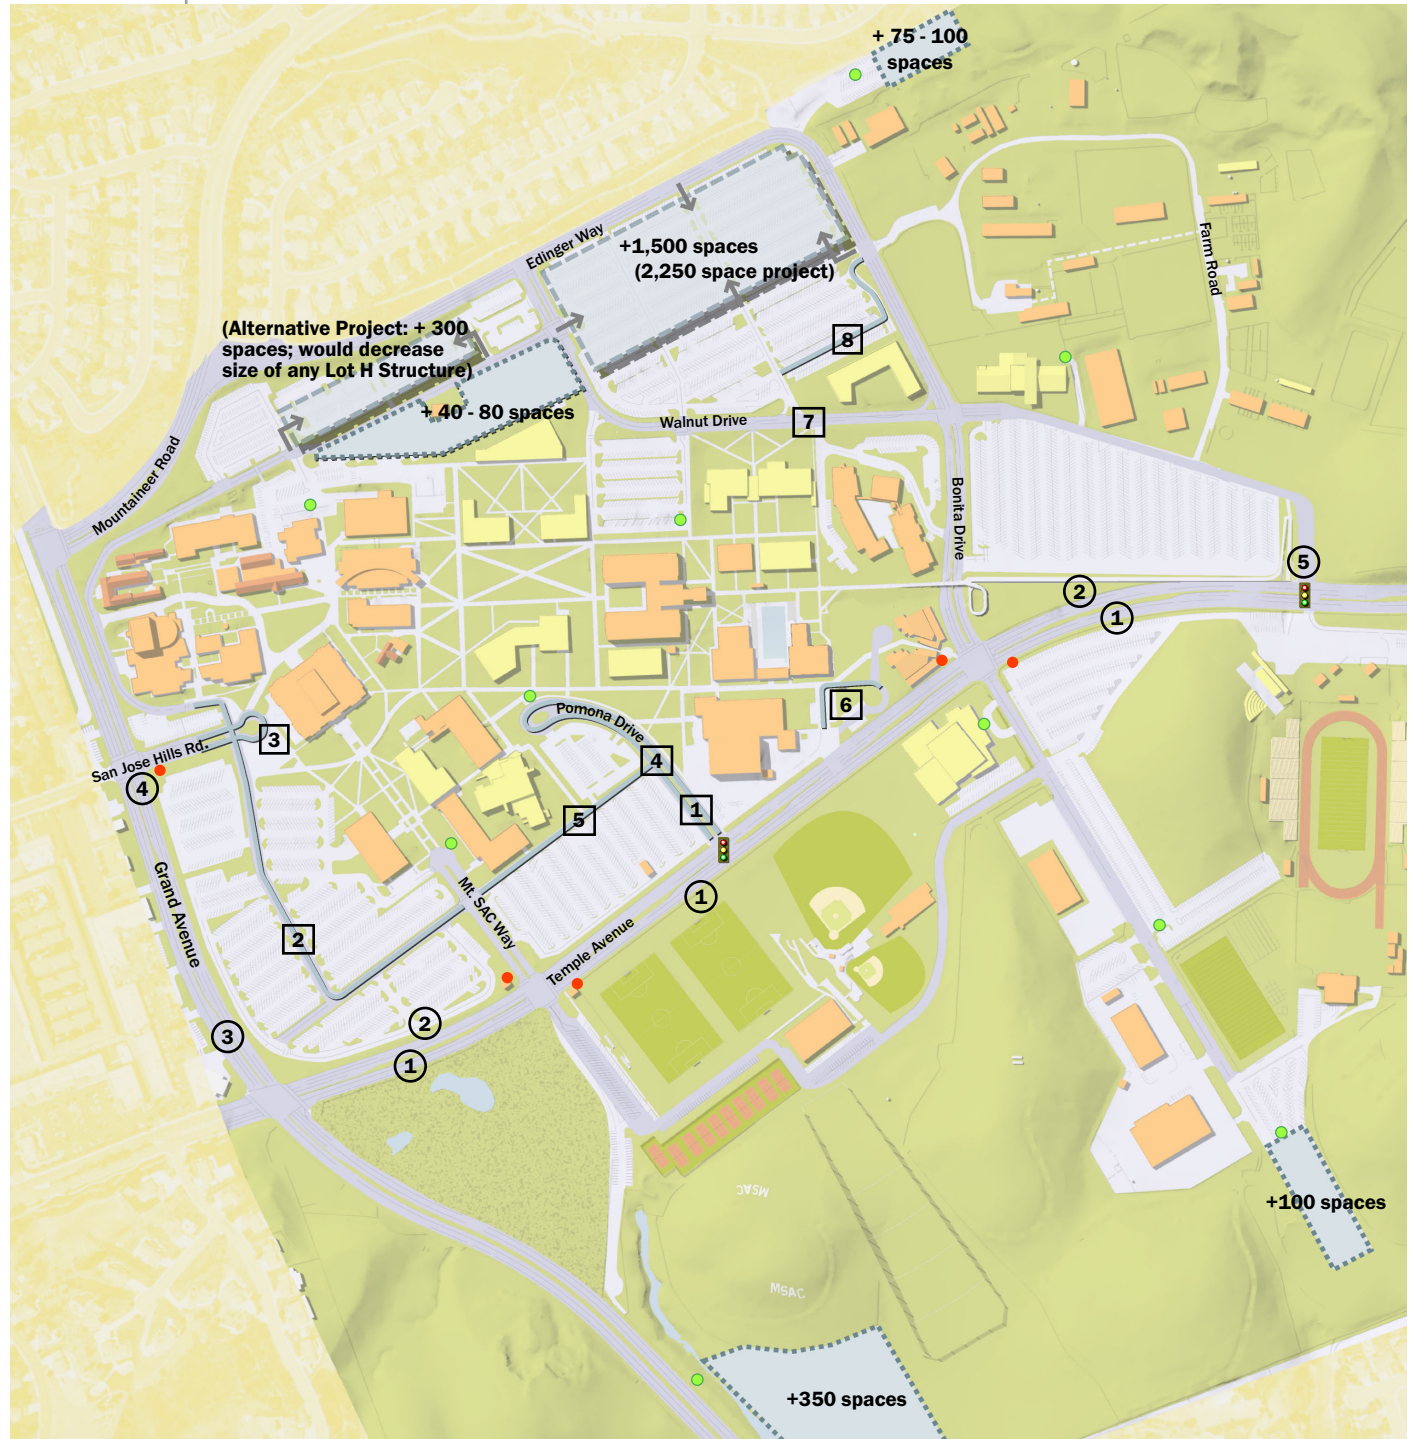 + 75 - 100
spaces
+1,500 spaces
(2,250 space project)
Edinger Way
Farm Road
(Alternative Project: + 300
spaces; would decrease
size of any Lot H Structure)
8
+ 40 - 80 spaces
Walnut Drive
7
Mountaineer Road
Bonita Drive
5
2
1
6
Pomona Drive
3
San Jose Hills Rd.
4
4
1
5
Grand Avenue
Mt. SAC Way
1
2
Temple Avenue
2
3
1
MSAC
+100 spaces
MSAC
+350 spaces